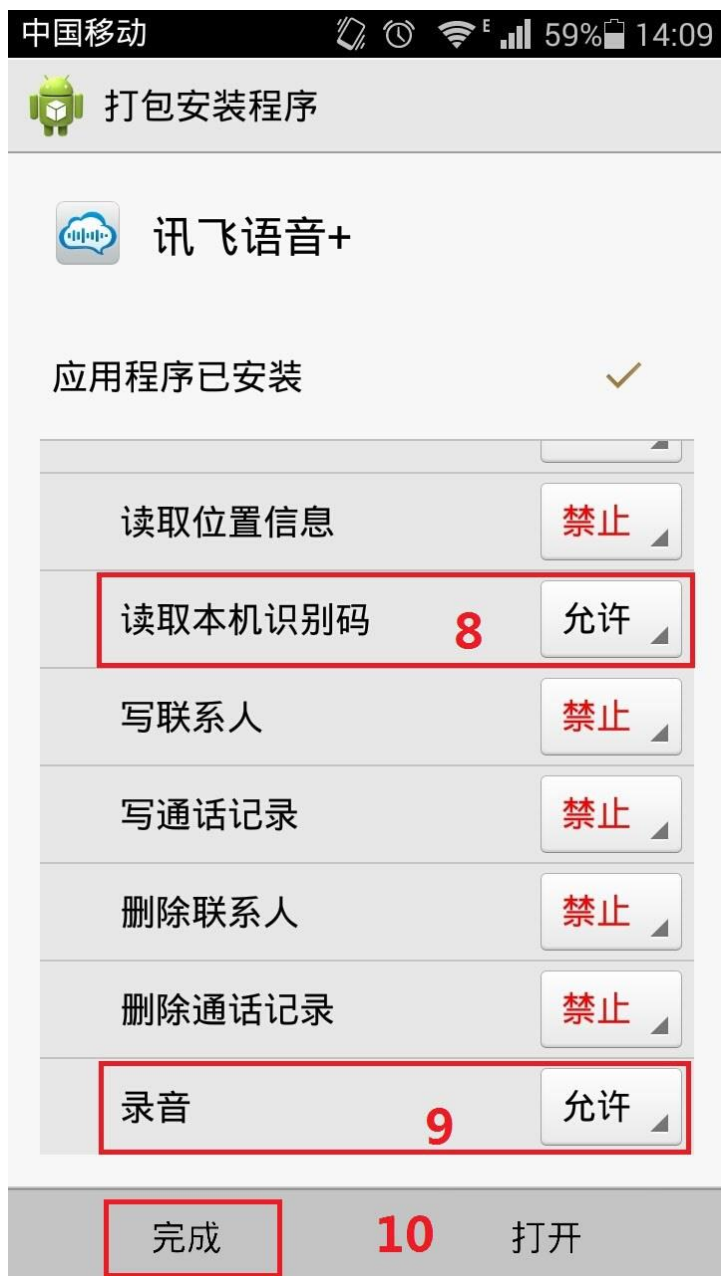 中国移动 E 59% 14:09
打包安装程序
讯飞语音+
应用程序已安装
读取位置信息 禁止
读取本机识别码 8 允许
写联系人 禁止
写通话记录 禁止
删除联系人 禁止
删除通话记录 禁止
录音 9 允许
完成 10 打开